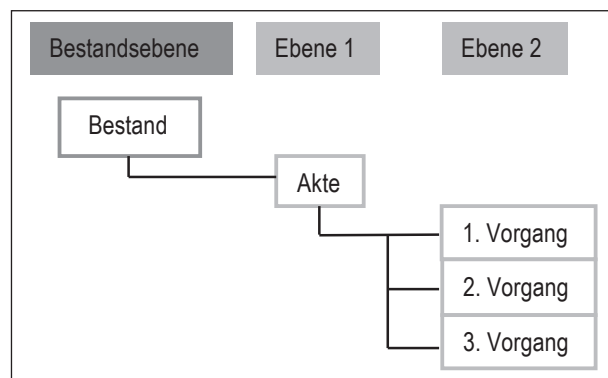 Bestandsebene Ebene 1 Ebene 2
Bestand
Akte
1. Vorgang
2. Vorgang
3. Vorgang